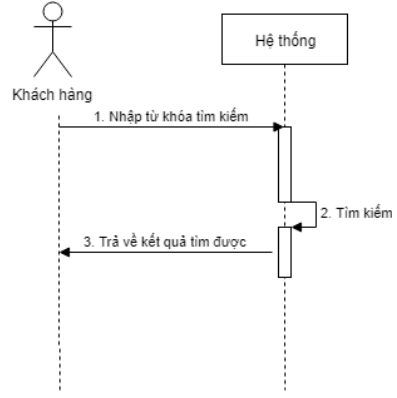 Hệ thống
Khách hàng
1. Nhập từ khóa tìm kiếm
2. Tìm kiếm
3. Trả về kết quả tìm được